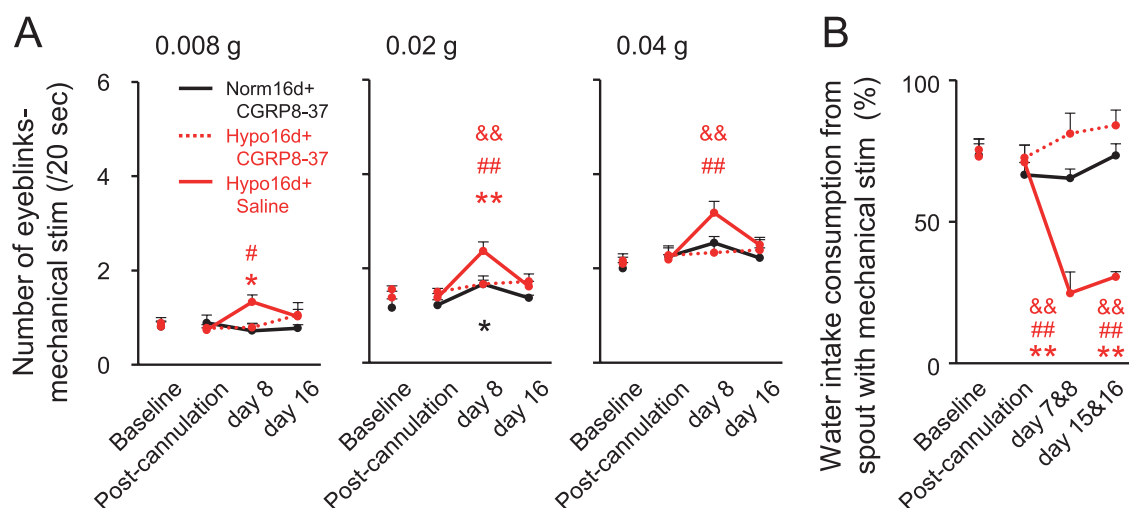 A
0.008 g
0.02 g
0.04 g
Number of eyeblinks-
mechanical stim (/20 sec)
6
4
2
0
Norm16d+
CGRP8-37
Hypo16d+
CGRP8-37
Hypo16d+
Saline
#
*
&&
##
**
*
&&
##
Baseline
Post-cannulation
day 8
day 16
Baseline
Post-cannulation
day 8
day 16
Baseline
Post-cannulation
day 8
day 16
B
Water intake consumption from
spout with mechanical stim (%)
100
50
0
&&
##
**
&&
##
**
Baseline
Post-cannulation
day 7&8
day 15&16